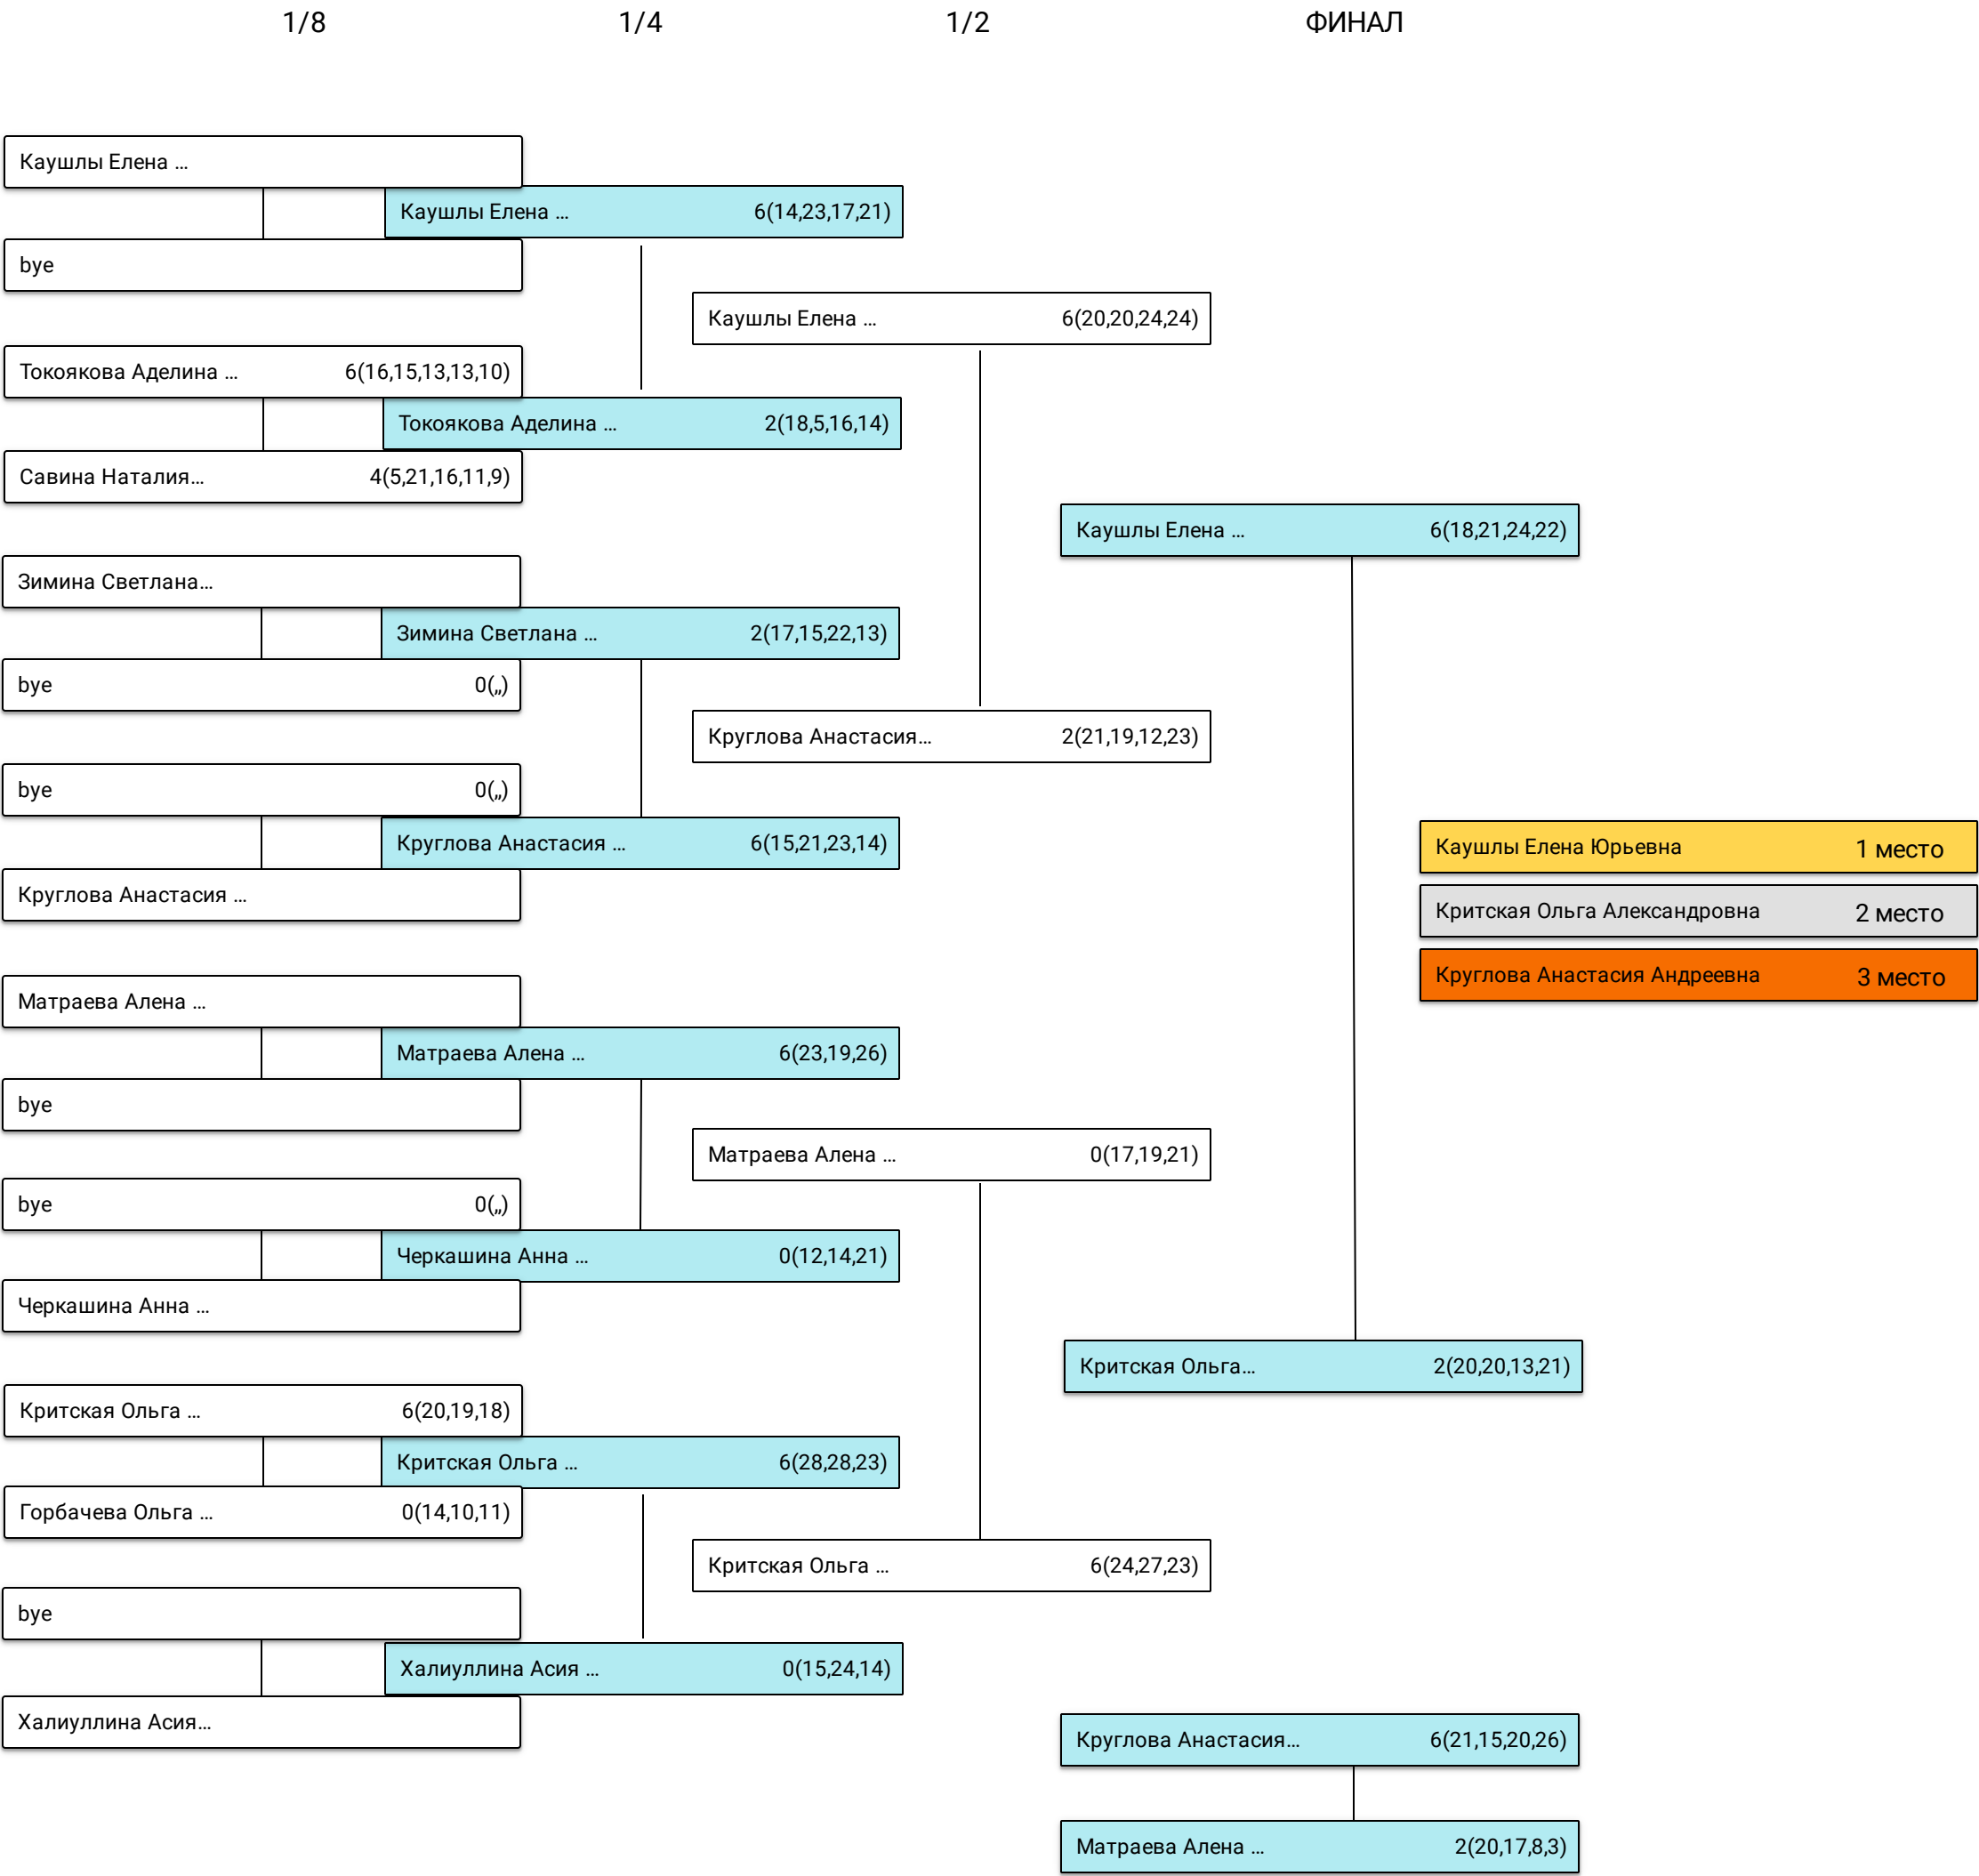 1/8 1/4 1/2 ФИНАЛ
Каушлы Елена ...
Каушлы Елена ... 6(14,23,17,21)
bye
Каушлы Елена ... 6(20,20,24,24)
Токоякова Аделина ... 6(16,15,13,13,10)
Токоякова Аделина ... 2(18,5,16,14)
Савина Наталия... 4(5,21,16,11,9)
Каушлы Елена ... 6(18,21,24,22)
Зимина Светлана...
Зимина Светлана ... 2(17,15,22,13)
bye 0(,,)
Круглова Анастасия... 2(21,19,12,23)
bye 0(,,)
Круглова Анастасия ... 6(15,21,23,14)
Каушлы Елена Юрьевна 1 место
Круглова Анастасия ...
Критская Ольга Александровна 2 место
Круглова Анастасия Андреевна 3 место
Матраева Алена ...
Матраева Алена ... 6(23,19,26)
bye
Матраева Алена ... 0(17,19,21)
bye 0(,,)
Черкашина Анна ... 0(12,14,21)
Черкашина Анна ...
Критская Ольга... 2(20,20,13,21)
Критская Ольга ... 6(20,19,18)
Критская Ольга ... 6(28,28,23)
Горбачева Ольга ... 0(14,10,11)
Критская Ольга ... 6(24,27,23)
bye
Халиуллина Асия ... 0(15,24,14)
Халиуллина Асия...
Круглова Анастасия... 6(21,15,20,26)
Матраева Алена ... 2(20,17,8,3)